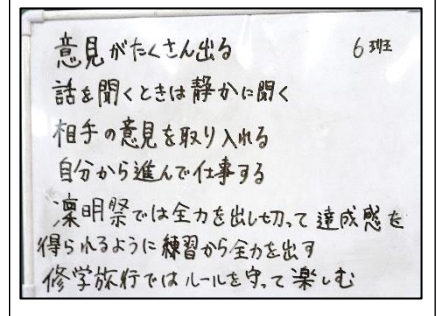 意見がたくさん出る 6班
話を聞くときは静かに聞く
相手の意見を取り入れる
自分から進んで仕事する
凜明祭では全力を出し切って達成感を
得られるように練習から全力を出す
修学旅行ではルールを守って楽しむ